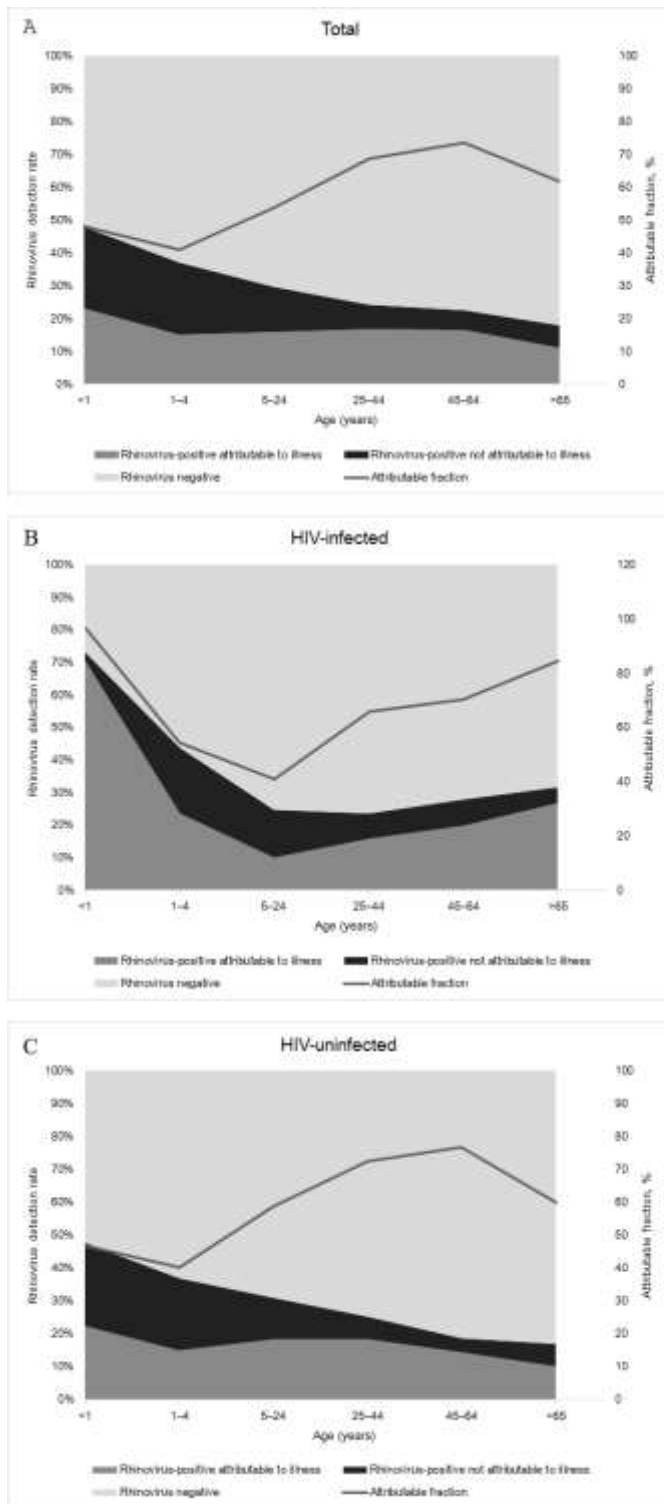 A
Total
100% 100
90% 90
80% 80
70% 70
60% 60
50% 50
40% 40
30% 30
20% 20
10% 10
0% 0
Rhinovirus detection rate
Attributable fraction, %
<1 1–4 5–24 25–44 45–64 >65
Age (years)
Rhinovirus-positive attributable to illness Rhinovirus-positive not attributable to illness
Rhinovirus negative Attributable fraction
B
HIV-infected
100% 120
90%
80% 100
70% 80
60%
50% 60
40%
30% 40
20% 20
10%
0% 0
Rhinovirus detection rate
Attributable fraction, %
<1 1–4 5–24 25–44 45–64 >65
Age (years)
Rhinovirus-positive attributable to illness Rhinovirus-positive not attributable to illness
Rhinovirus negative Attributable fraction
C
HIV-uninfected
100% 100
90% 90
80% 80
70% 70
60% 60
50% 50
40% 40
30% 30
20% 20
10% 10
0% 0
Rhinovirus detection rate
Attributable fraction, %
<1 1–4 5–24 25–44 45–64 >65
Age (years)
Rhinovirus-positive attributable to illness Rhinovirus-positive not attributable to illness
Rhinovirus negative Attributable fraction